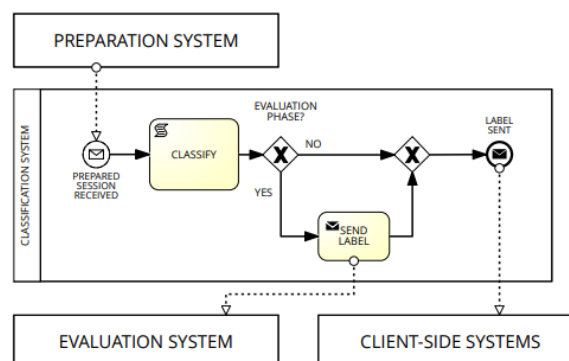 PREPARATION SYSTEM
CLASSIFICATION SYSTEM
PREPARED
SESSION
RECEIVED
CLASSIFY
EVALUATION
PHASE?
NO
YES
SEND
LABEL
LABEL
SENT
EVALUATION SYSTEM
CLIENT-SIDE SYSTEMS